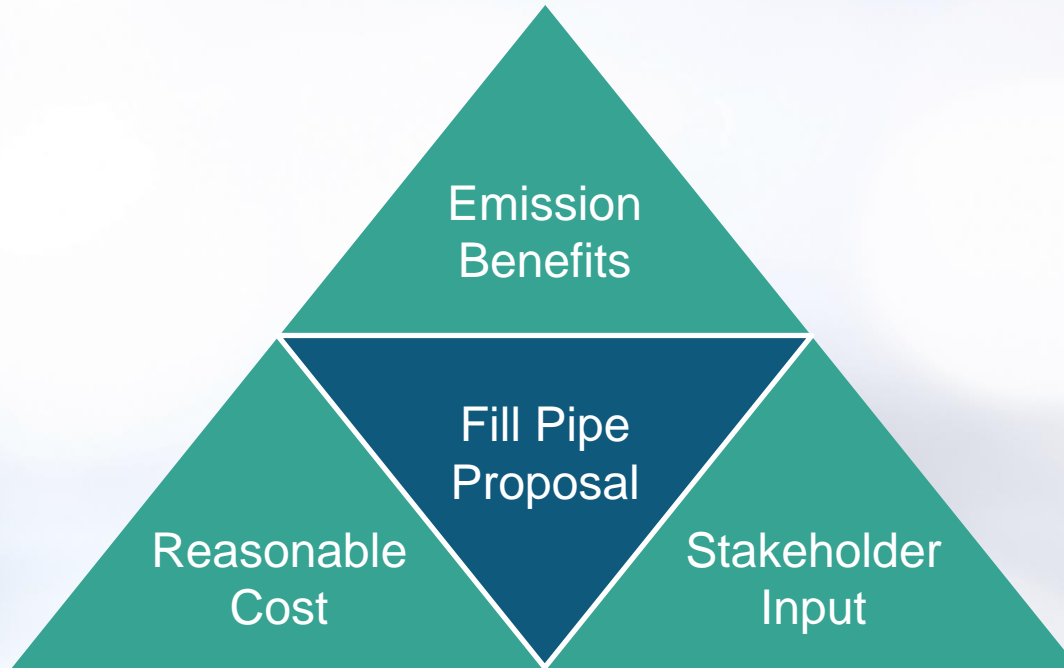 Emission
Benefits
Fill Pipe
Proposal
Reasonable
Cost
Stakeholder
Input